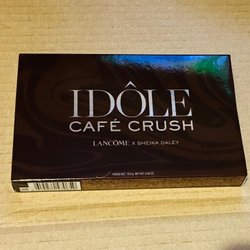 IDÔLE
CAFÉ CRUSH
LANCÔME X SHEIKA DALEY